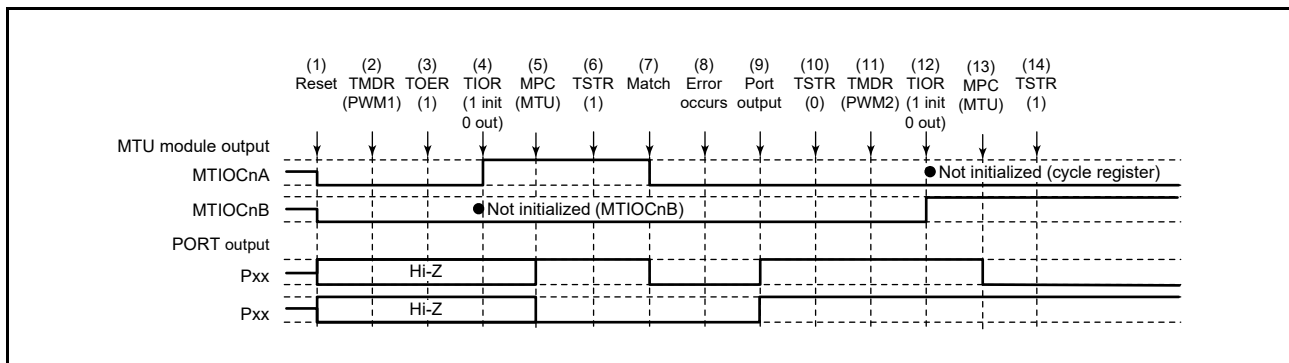 (1) (2) (3) (4) (5) (6) (7) (8) (9) (10) (11) (12) (13) (14)
Reset TMDR TOER TIOR MPC TSTR Match Error Port TSTR TMDR TIOR MPC TSTR
(PWM1) (1) (1 init (MTU) (1) occurs output (0) (PWM2) (1 init (MTU) (1)
0 out) 0 out)
MTU module output
MTIOCnA ● Not initialized (cycle register)
MTIOCnB ● Not initialized (MTIOCnB)
PORT output
Pxx Hi-Z
Pxx Hi-Z